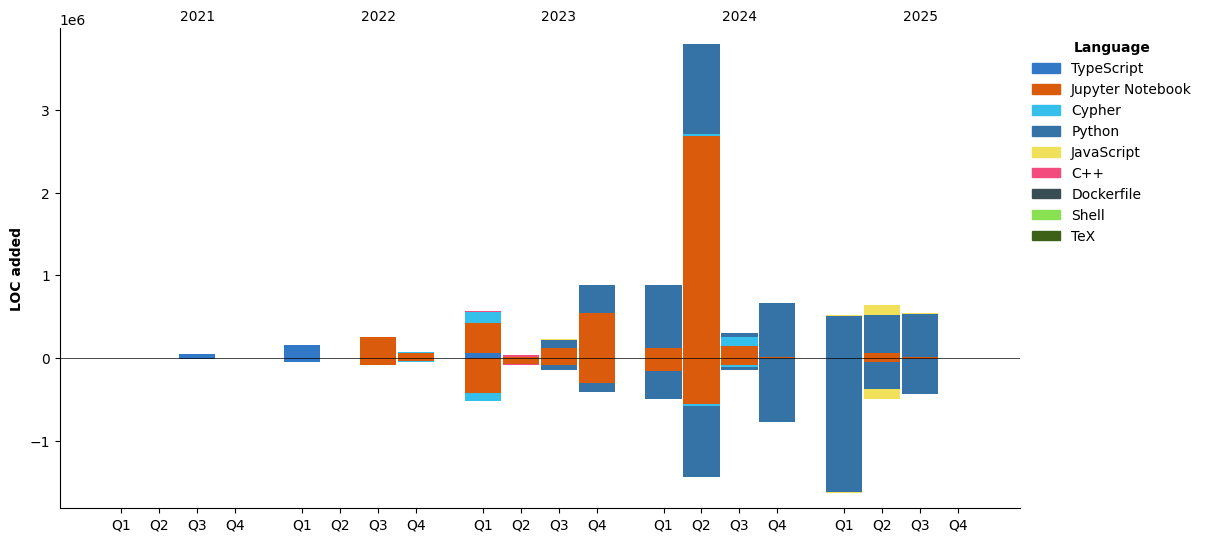 1e6
2021 2022 2023 2024 2025
Language
TypeScript
Jupyter Notebook
Cypher
Python
JavaScript
C++
Dockerfile
Shell
TeX
LOC added
3
2
1
0
−1
Q1 Q2 Q3 Q4 Q1 Q2 Q3 Q4 Q1 Q2 Q3 Q4 Q1 Q2 Q3 Q4 Q1 Q2 Q3 Q4